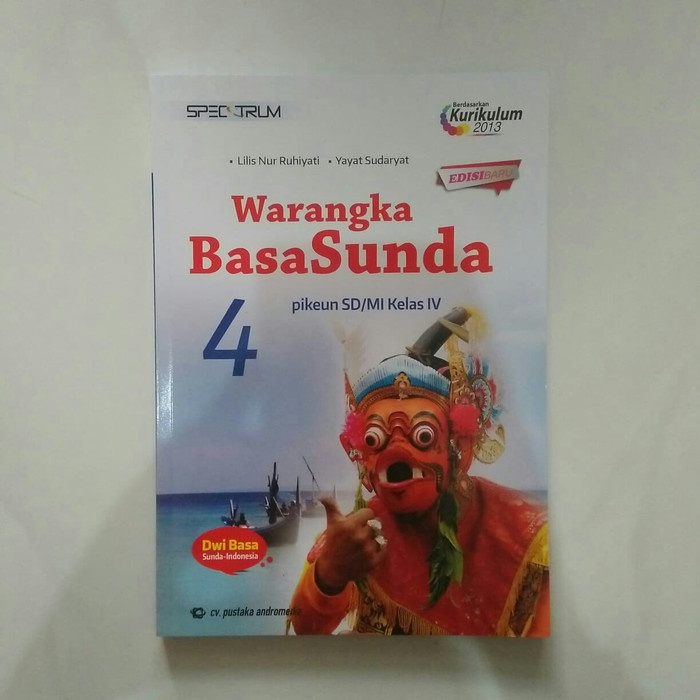 SPECTRUM
Berdasarkan
Kurikulum
2013
• Lilis Nur Ruhiyati • Yayat Sudaryat
EDISI BARU
Warangka
BasaSunda
4
pikeun SD/MI Kelas IV
Dwi Basa
Sunda-Indonesia
cv. pustaka andromedia